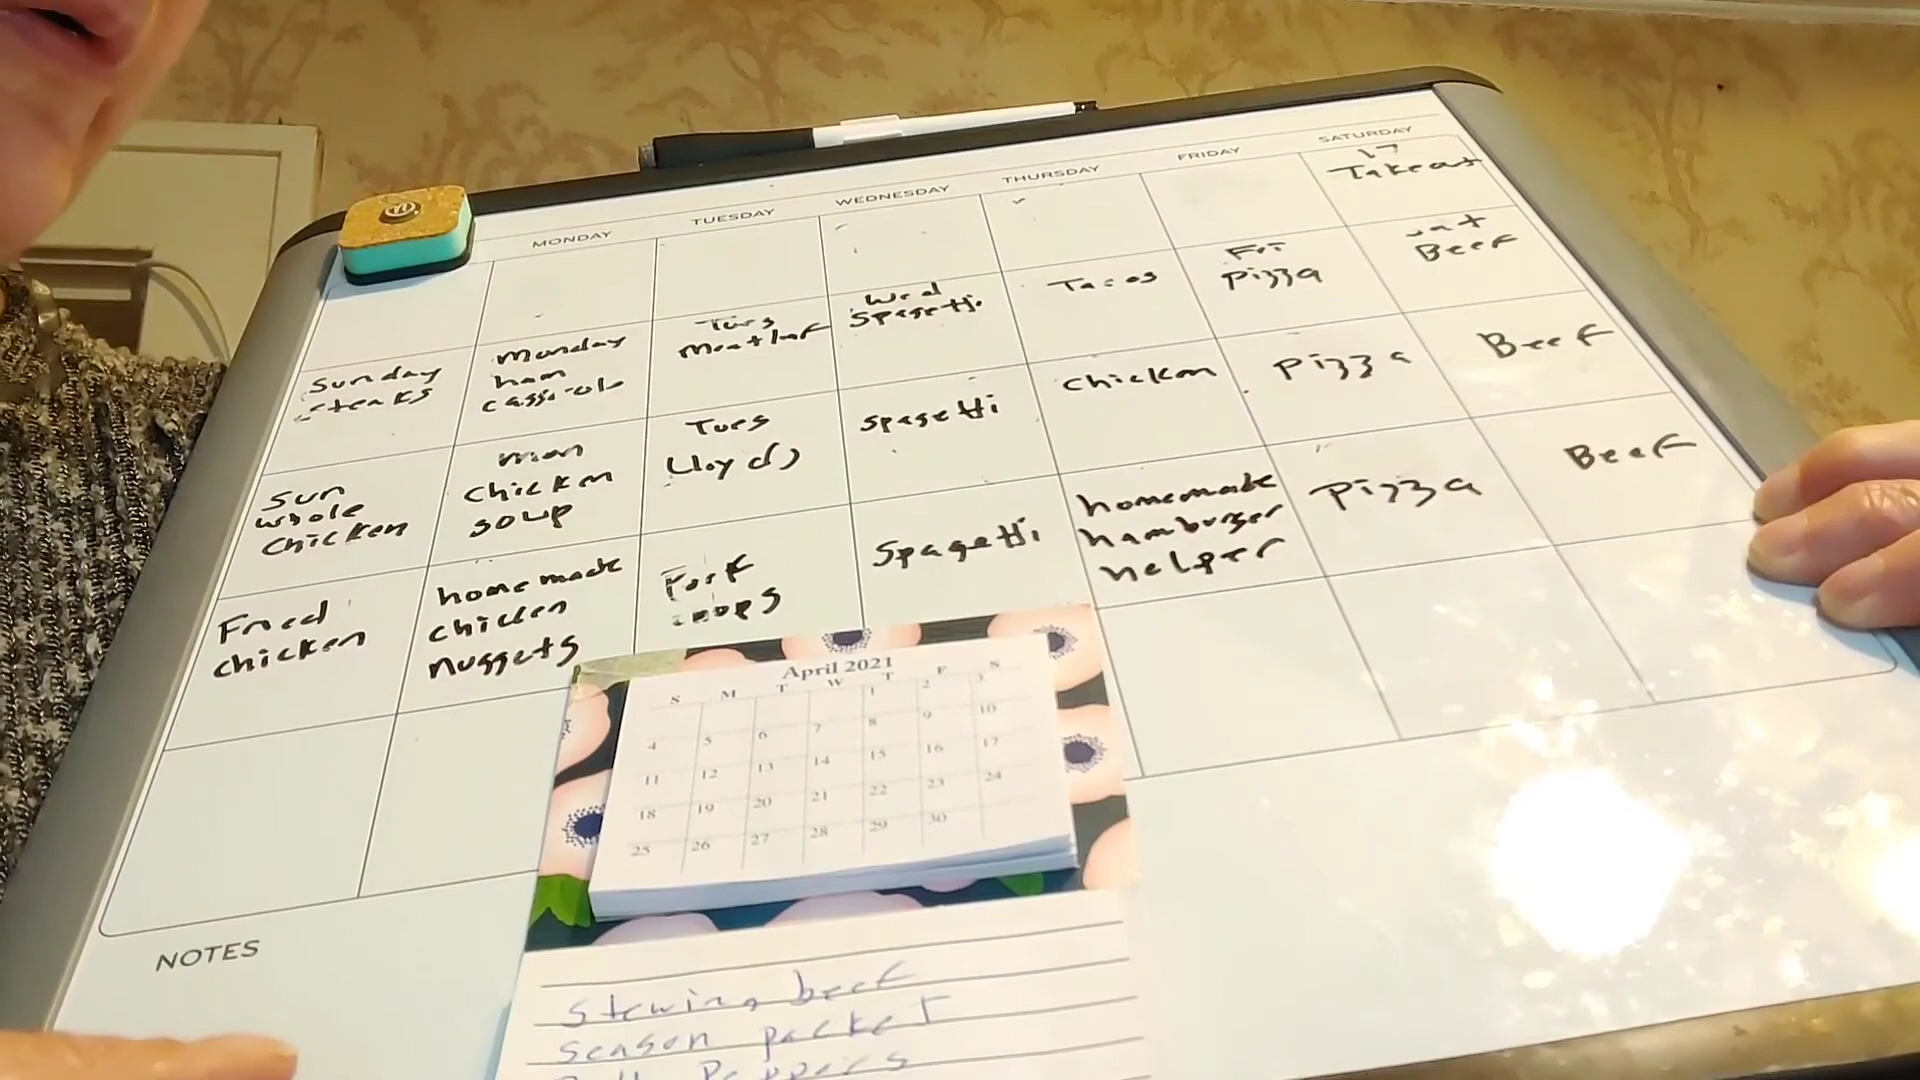 MONDAY TUESDAY WEDNESDAY THURSDAY FRIDAY SATURDAY
17
Takeout
Sunday
steaks
Monday
ham
Tues
Wed
Spagetti
Tacos
Fri
Pizza
sat
Beef
Sun
whole
chicken
mon
chicken
soup
Tues
Lloyds
spagetti
chicken
Pizza
Beef
Fried
chicken
homemade
chicken
nuggets
Pork
Spagetti
homemade
hamburger
helper
Pizza
Beef
April 2021
S M T W T F S
1 2 3
4 5 6 7 8 9 10
11 12 13 14 15 16 17
18 19 20 21 22 23 24
25 26 27 28 29 30
NOTES
Stewing beef
season packet
Peppers